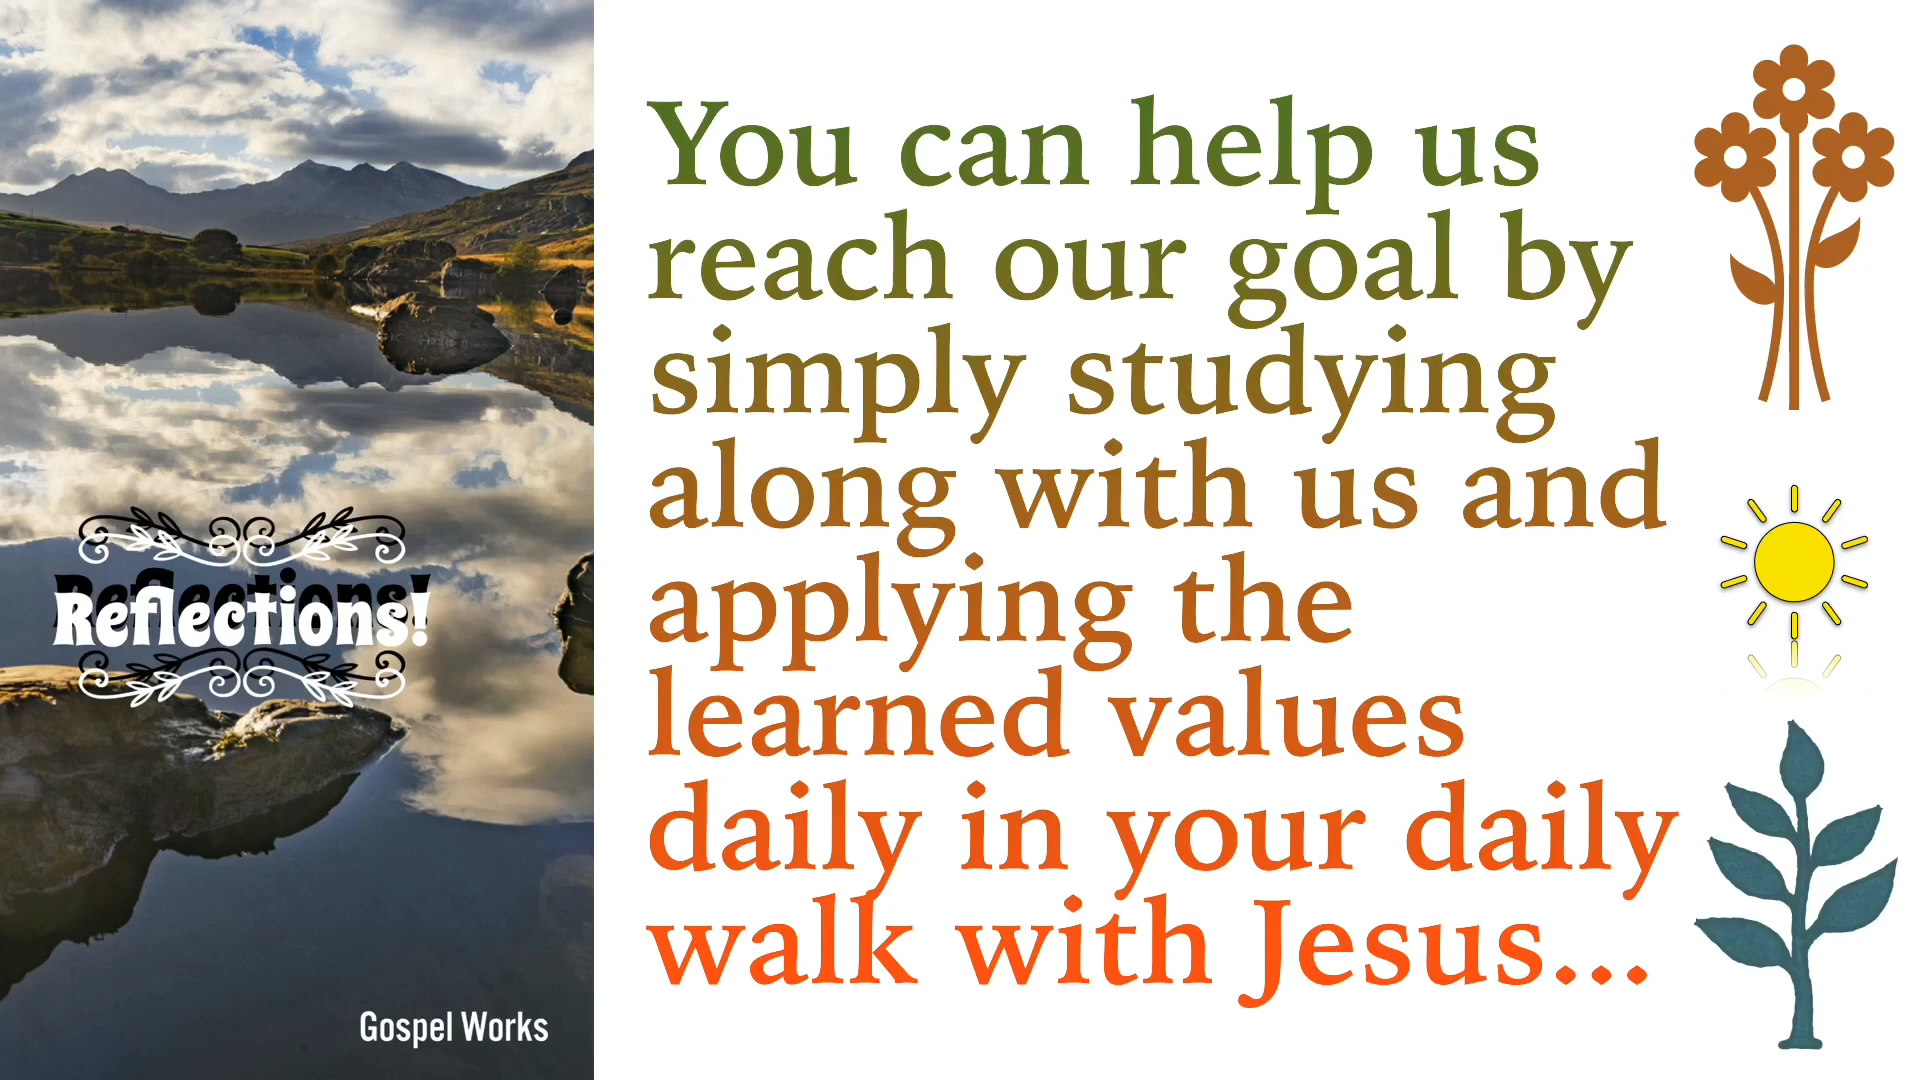 Reflections!
Gospel Works
You can help us
reach our goal by
simply studying
along with us and
applying the
learned values
daily in your daily
walk with Jesus...